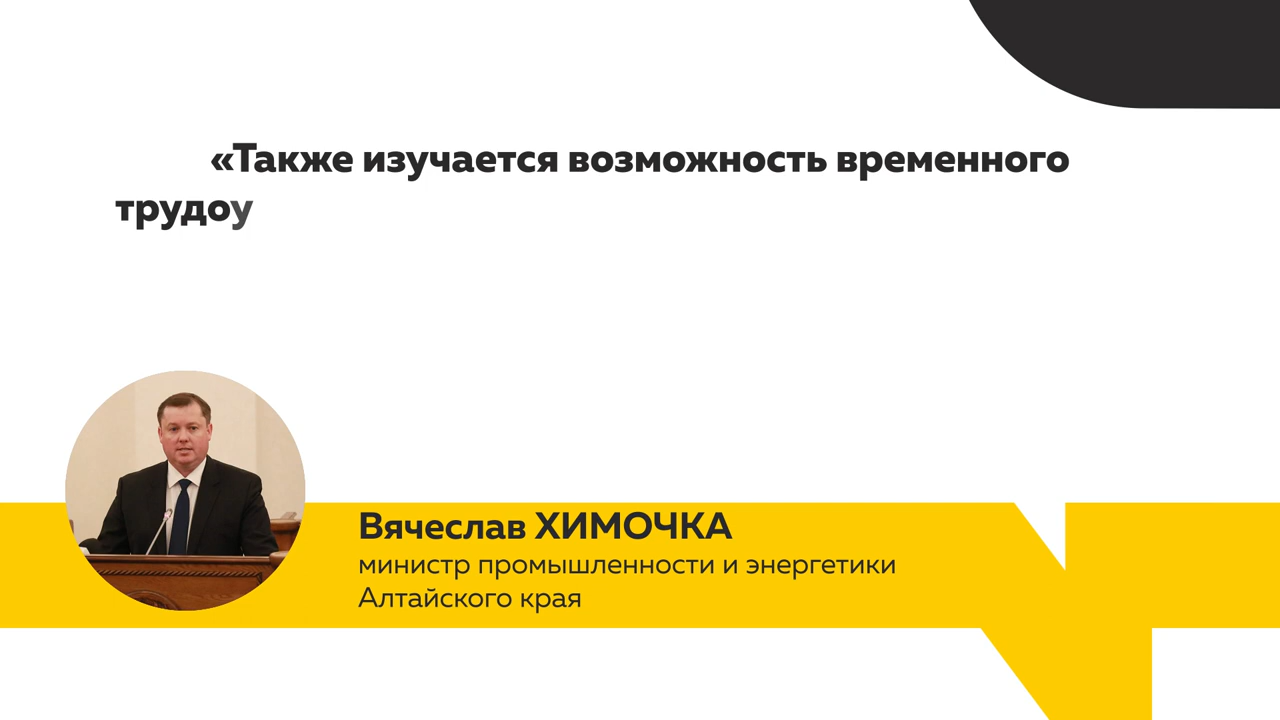 «Также изучается возможность временного
трудоу
Вячеслав ХИМОЧКА
министр промышленности и энергетики
Алтайского края